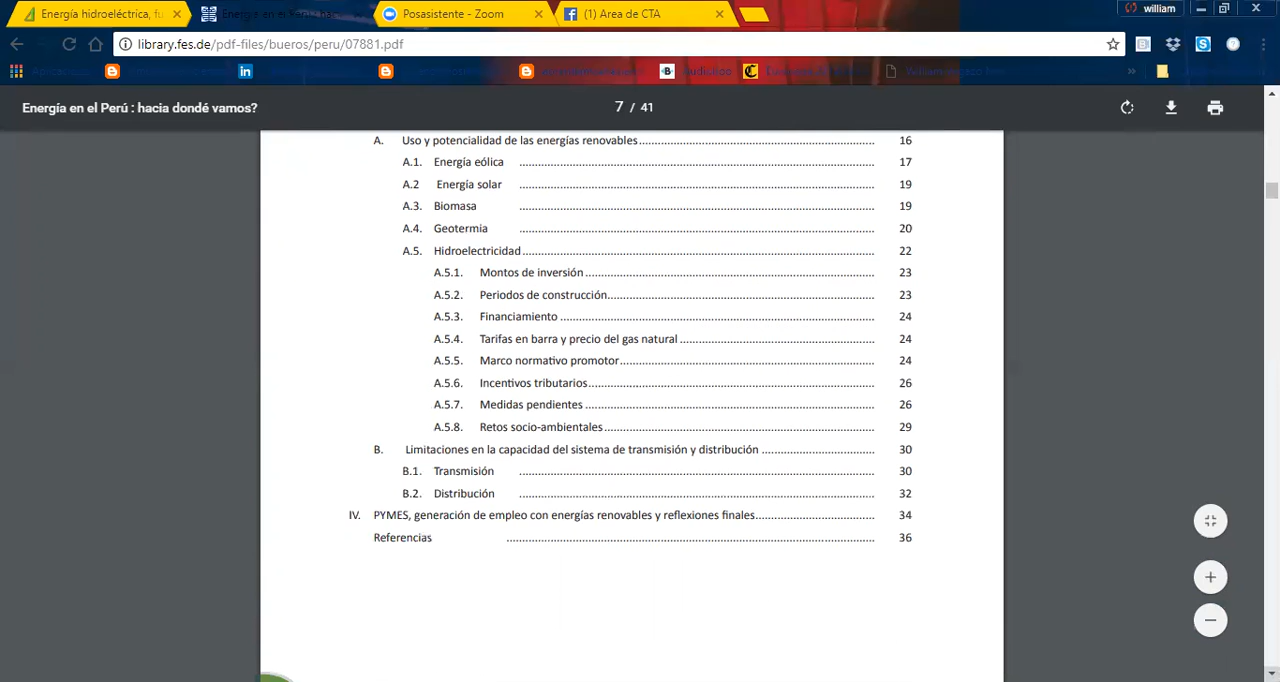 Energía hidroeléctrica, fu
Energía en el Perú : hac
Posasistente - Zoom
(1) Area de CTA
william
library.fes.de/pdf-files/bueros/peru/07881.pdf
Energía en el Perú : hacia dondé vamos?
7 / 41
A. Uso y potencialidad de las energías renovables 16
A.1. Energía eólica 17
A.2 Energía solar 19
A.3. Biomasa 19
A.4. Geotermia 20
A.5. Hidroelectricidad 22
A.5.1. Montos de inversión 23
A.5.2. Periodos de construcción 23
A.5.3. Financiamiento 24
A.5.4. Tarifas en barra y precio del gas natural 24
A.5.5. Marco normativo promotor 24
A.5.6. Incentivos tributarios 26
A.5.7. Medidas pendientes 26
A.5.8. Retos socio-ambientales 29
B. Limitaciones en la capacidad del sistema de transmisión y distribución 30
B.1. Transmisión 30
B.2. Distribución 32
IV. PYMES, generación de empleo con energías renovables y reflexiones finales 34
Referencias 36